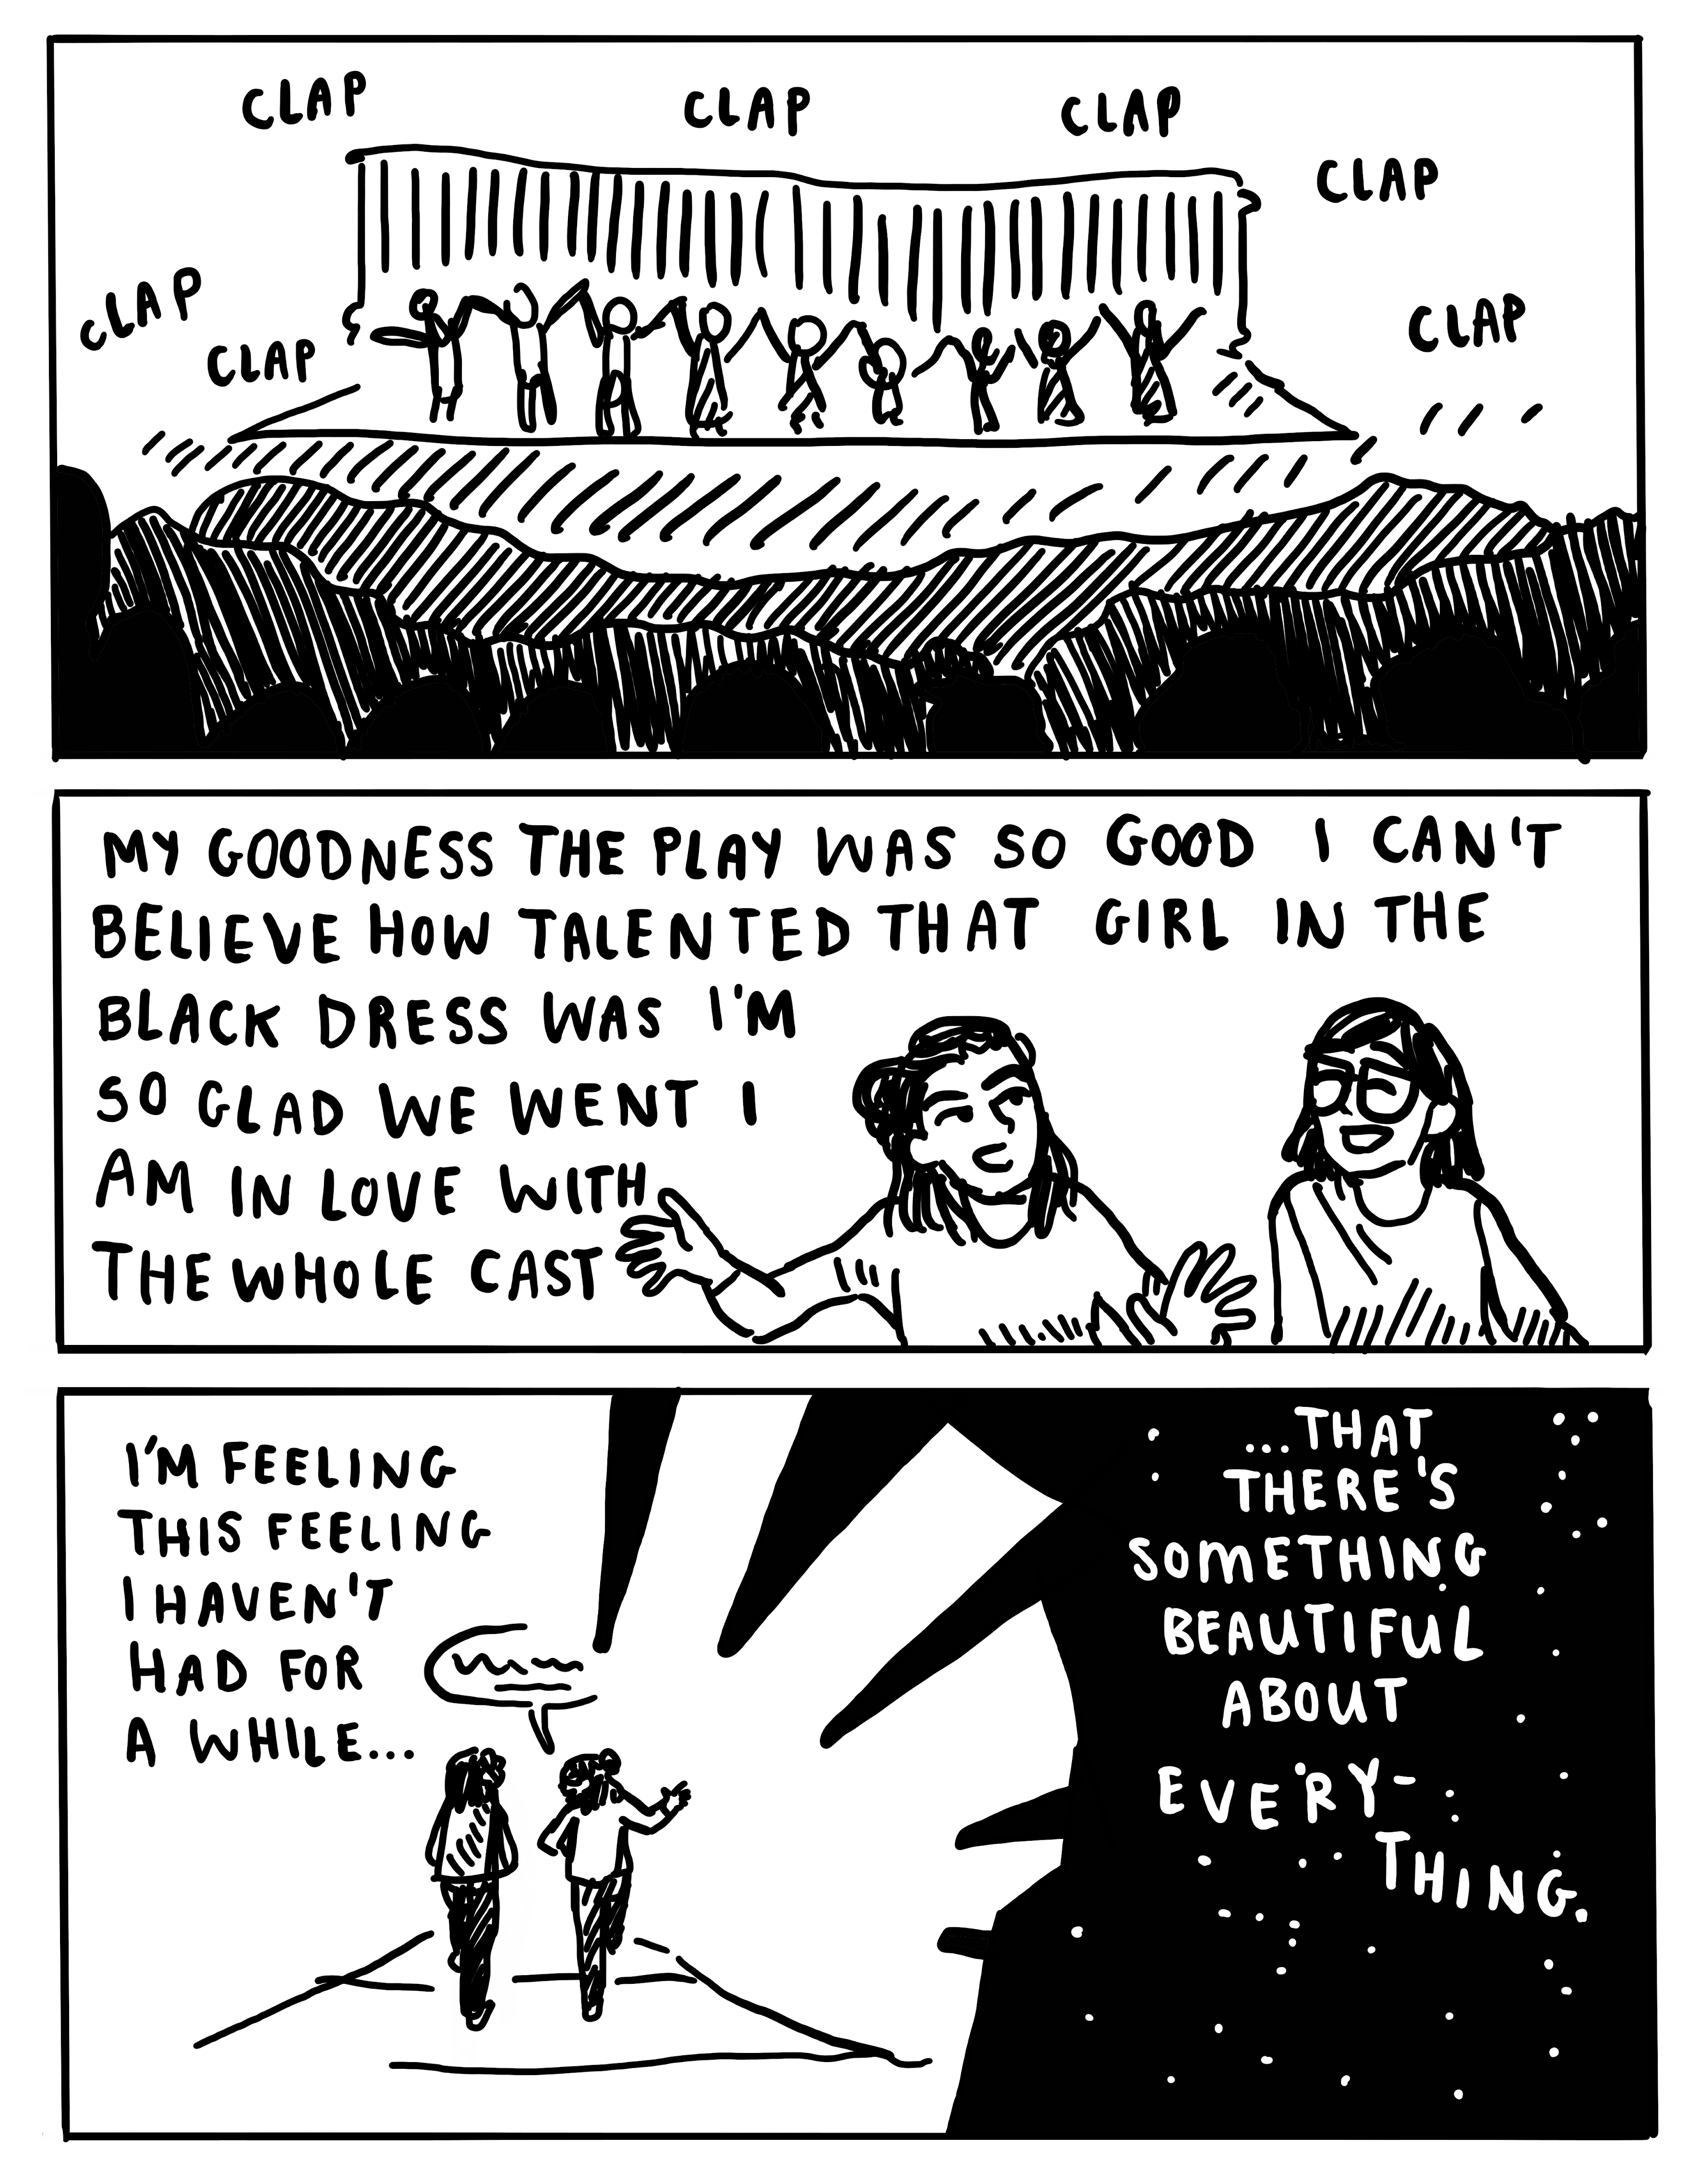 CLAP
CLAP
CLAP
CLAP
CLAP
CLAP
CLAP
MY GOODNESS THE PLAY WAS SO GOOD I CAN'T
BELIEVE HOW TALENTED THAT GIRL IN THE
BLACK DRESS WAS I'M
SO GLAD WE WENT I
AM IN LOVE WITH
THE WHOLE CAST
I'M FEELING
THIS FEELING
I HAVEN'T
HAD FOR
A WHILE...
...THAT
THERE'S
SOMETHING
BEAUTIFUL
ABOUT
EVERY-
THING.